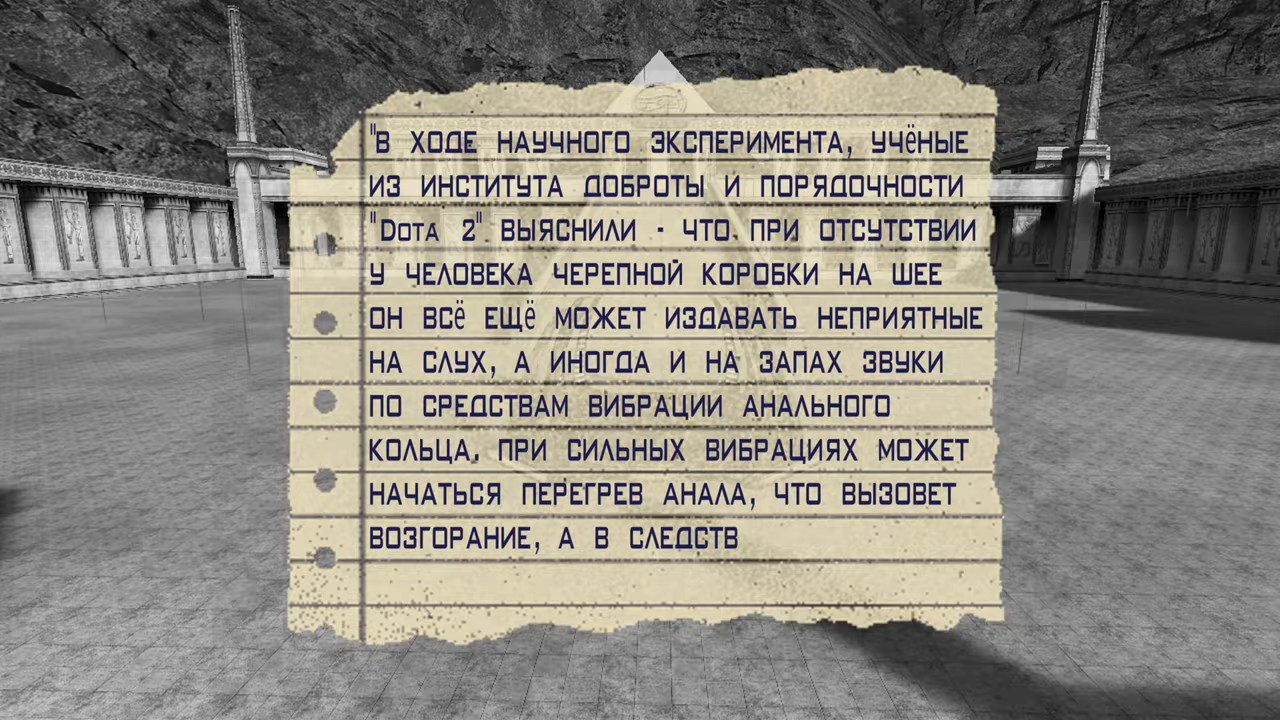 "В ХОДЕ НАУЧНОГО ЭКСПЕРИМЕНТА, УЧёНЫЕ
ИЗ ИНСТИТУТА ДОБРОТЫ И ПОРЯДОЧНОСТИ
"Dота 2" ВЫЯСНИЛИ - ЧТО ПРИ ОТСУТСТВИИ
У ЧЕЛОВЕКА ЧЕРЕПНОЙ КОРОБКИ НА ШЕЕ
ОН ВСё ЕЩё МОЖЕТ ИЗДАВАТЬ НЕПРИЯТНЫЕ
НА СЛУХ, А ИНОГДА И НА ЗАПАХ ЗВУКИ
ПО СРЕДСТВАМ ВИБРАЦИИ АНАЛЬНОГО
КОЛЬЦА. ПРИ СИЛЬНЫХ ВИБРАЦИЯХ МОЖЕТ
НАЧАТЬСЯ ПЕРЕГРЕВ АНАЛА, ЧТО ВЫЗОВЕТ
ВОЗГОРАНИЕ, А В СЛЕДСТВ